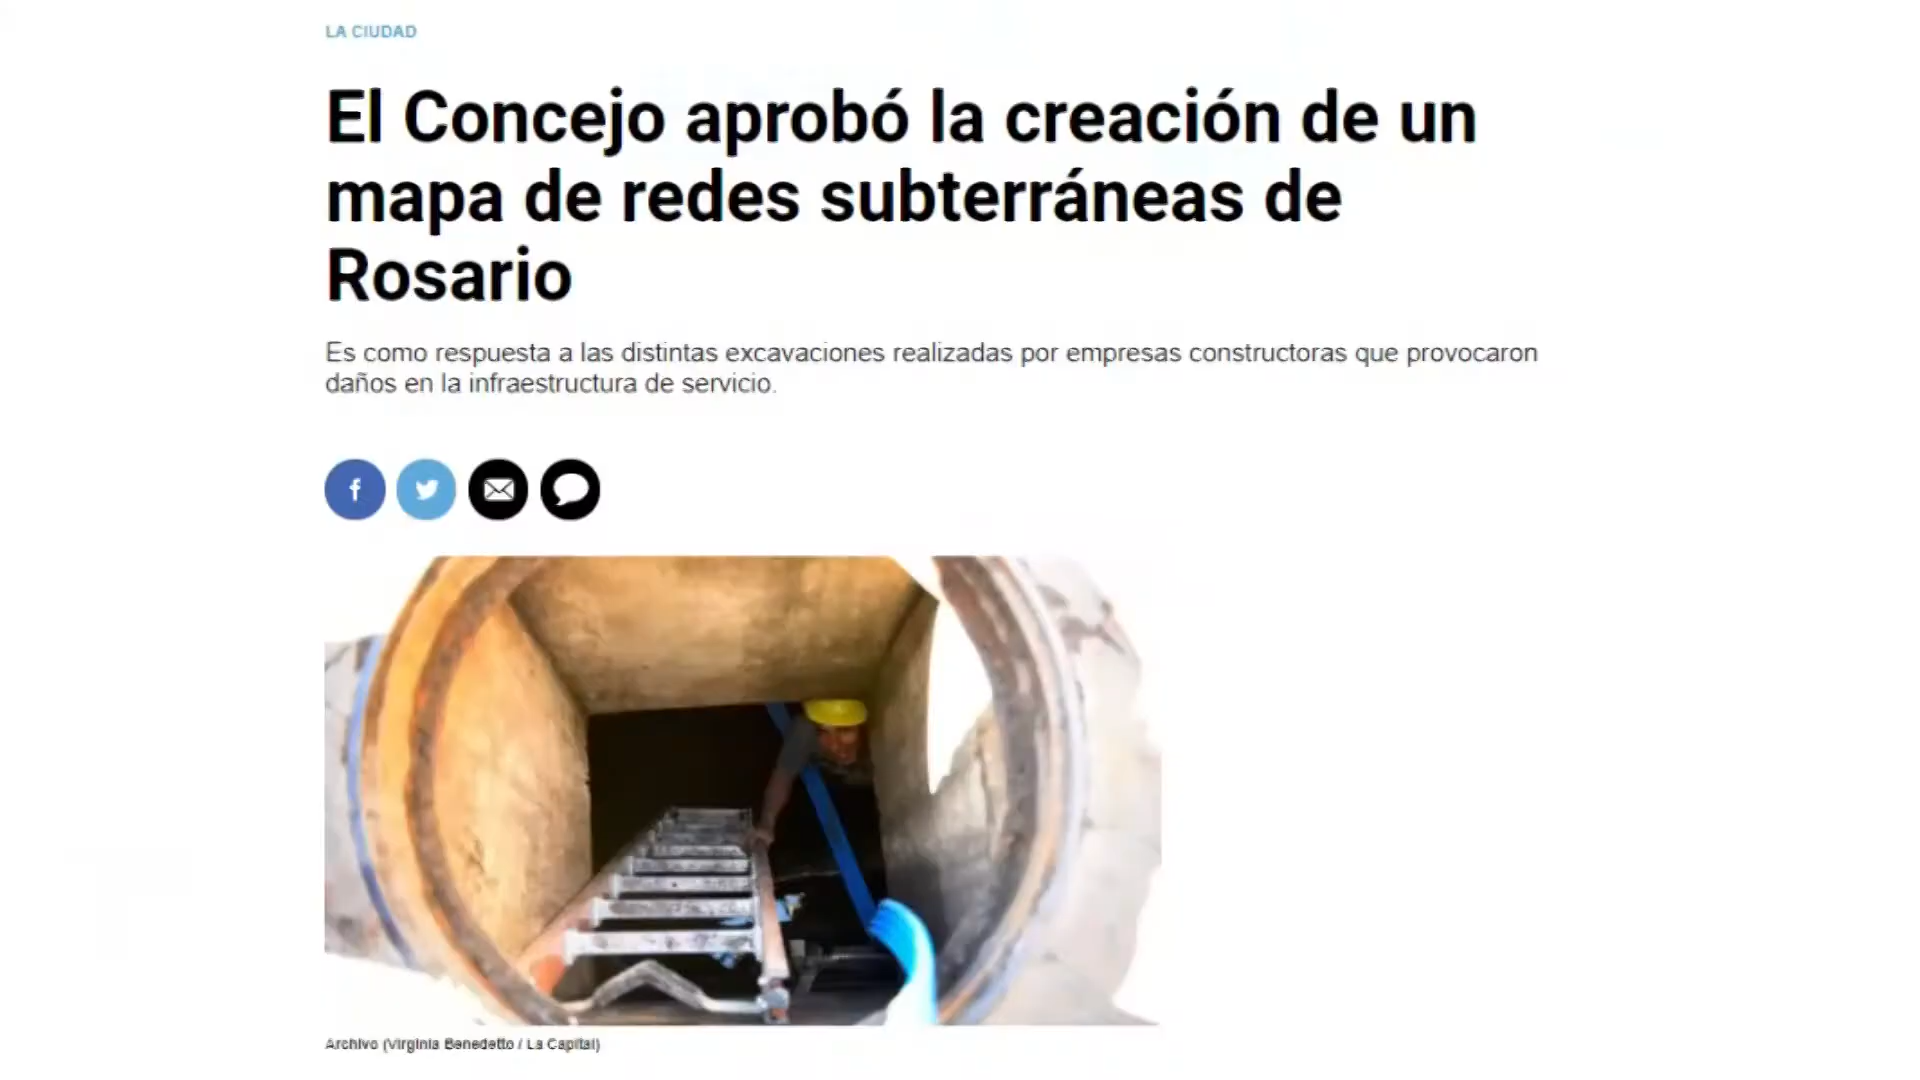 LA CIUDAD
El Concejo aprobó la creación de un
mapa de redes subterráneas de
Rosario
Es como respuesta a las distintas excavaciones realizadas por empresas constructoras que provocaron
daños en la infraestructura de servicio.
Archivo (Virginia Benedetto / La Capital)